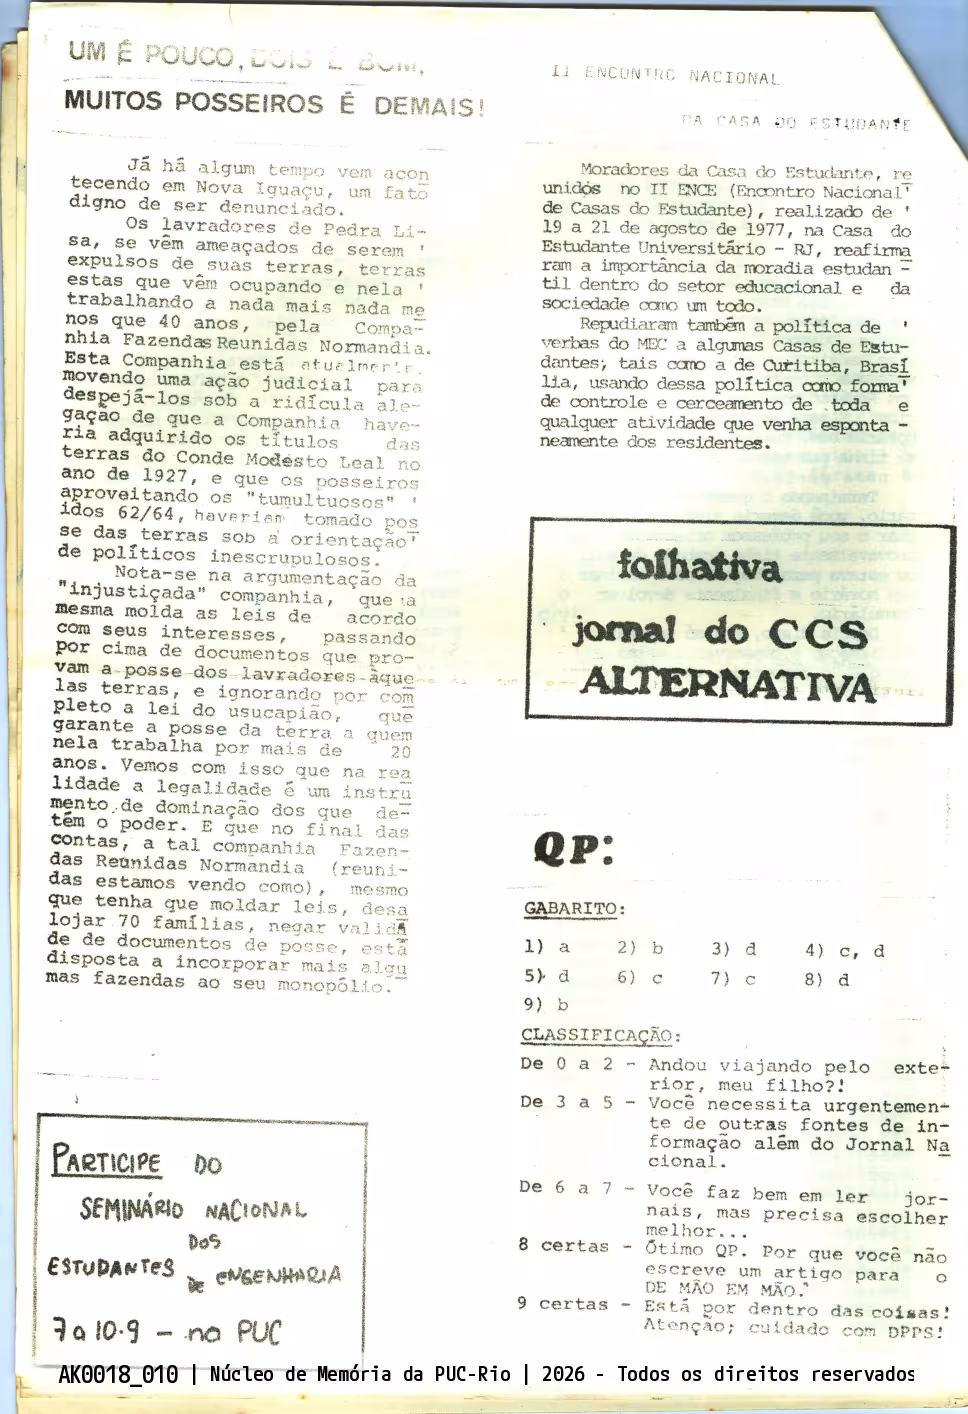 UM É POUCO, DOIS É BOM,
MUITOS POSSEIROS É DEMAIS!
Já há algum tempo vem acon
tecendo em Nova Iguaçu, um fato
digno de ser denunciado.
Os lavradores de Pedra Li-
sa, se vêm ameaçados de serem '
expulsos de suas terras, terras
estas que vêm ocupando e nela '
trabalhando a nada mais nada me
nos que 40 anos, pela Compa-
nhia Fazendas Reunidas Normandia.
Esta Companhia está atualmente
movendo uma ação judicial para
despejá-los sob a ridícula ale-
gação de que a Companhia have-
ria adquirido os títulos das
terras do Conde Modesto Leal no
ano de 1927, e que os posseiros
aproveitando os "tumultuosos" '
idos 62/64, haveriam tomado pos
se das terras sob a orientação'
de políticos inescrupulosos.
Nota-se na argumentação da
"injustiçada" companhia, que a
mesma molda as leis de acordo
com seus interesses, passando
por cima de documentos que pro-
vam a posse dos lavradores àque
las terras, e ignorando por com
pleto a lei do usucapião, que
garante a posse da terra a quem
nela trabalha por mais de 20
anos. Vemos com isso que na rea
lidade a legalidade é um instru
mento de dominação dos que de-
têm o poder. E que no final das
contas, a tal companhia Fazen-
das Reunidas Normandia (reuni-
das estamos vendo como), mesmo
que tenha que moldar leis, desa
lojar 70 famílias, negar valida
de de documentos de posse, está
disposta a incorporar mais algu
mas fazendas ao seu monopólio.
PARTICIPE DO
SEMINÁRIO NACIONAL
DOS
ESTUDANTES DE ENGENHARIA
7 a 10·9 — na PUC
II ENCONTRO NACIONAL
DA CASA DO ESTUDANTE
Moradores da Casa do Estudante, re
unidos no II ENCE (Encontro Nacional'
de Casas do Estudante), realizado de '
19 a 21 de agosto de 1977, na Casa do
Estudante Universitário - RJ, reafirma
ram a importância da moradia estudan -
til dentro do setor educacional e da
sociedade como um todo.
Repudiaram também a política de '
verbas do MEC a algumas Casas de Estu-
dantes, tais como a de Curitiba, Brasí
lia, usando dessa política como forma'
de controle e cerceamento de toda e
qualquer atividade que venha esponta -
neamente dos residentes.
folhativa
jornal do CCS
ALTERNATIVA
QP:
GABARITO:
1) a 2) b 3) d 4) c, d
5) d 6) c 7) c 8) d
9) b
CLASSIFICAÇÃO:
De 0 a 2 - Andou viajando pelo exte-
rior, meu filho?!
De 3 a 5 - Você necessita urgentemen-
te de outras fontes de in-
formação além do Jornal Na
cional.
De 6 a 7 - Você faz bem em ler jor-
nais, mas precisa escolher
melhor...
8 certas - Ótimo QP. Por que você não
escreve um artigo para o
DE MÃO EM MÃO?
9 certas - Está por dentro das coisas!
Atenção; cuidado com DPPS!
AK0018_010 | Núcleo de Memória da PUC-Rio | 2026 - Todos os direitos reservados